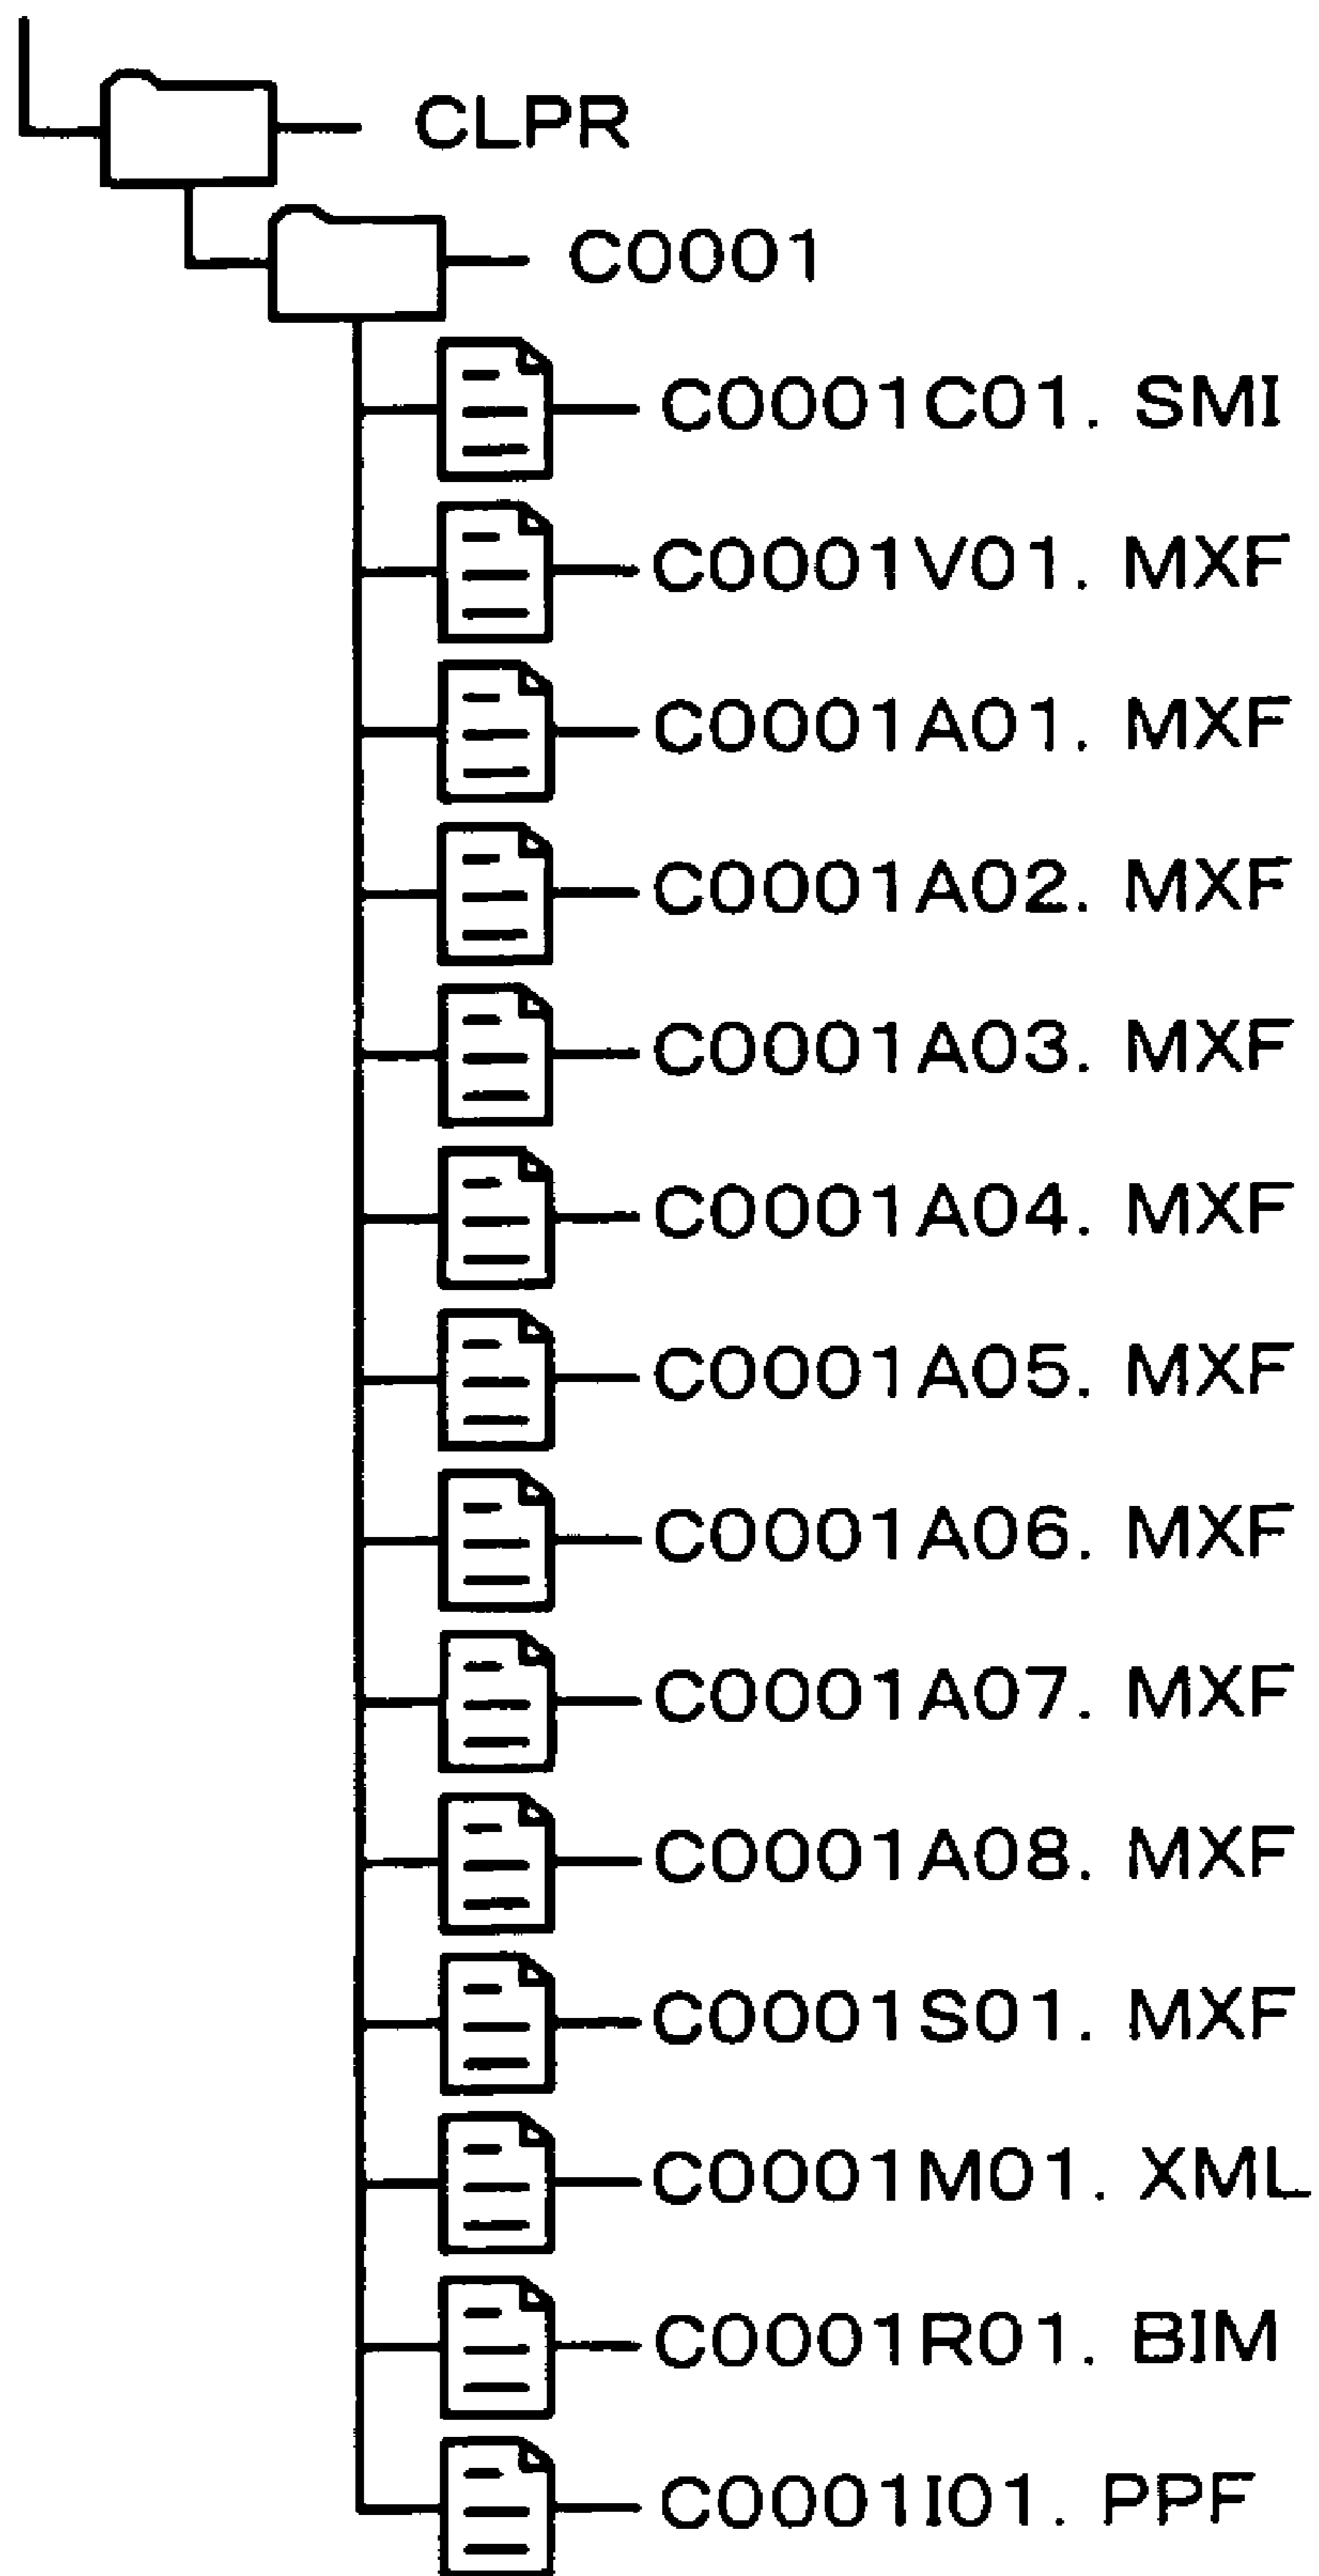 CLPR
C0001
C0001C01. SMI
C0001V01. MXF
C0001A01. MXF
C0001A02. MXF
C0001A03. MXF
C0001A04. MXF
C0001A05. MXF
C0001A06. MXF
C0001A07. MXF
C0001A08. MXF
C0001S01. MXF
C0001M01. XML
C0001R01. BIM
C0001I01. PPF